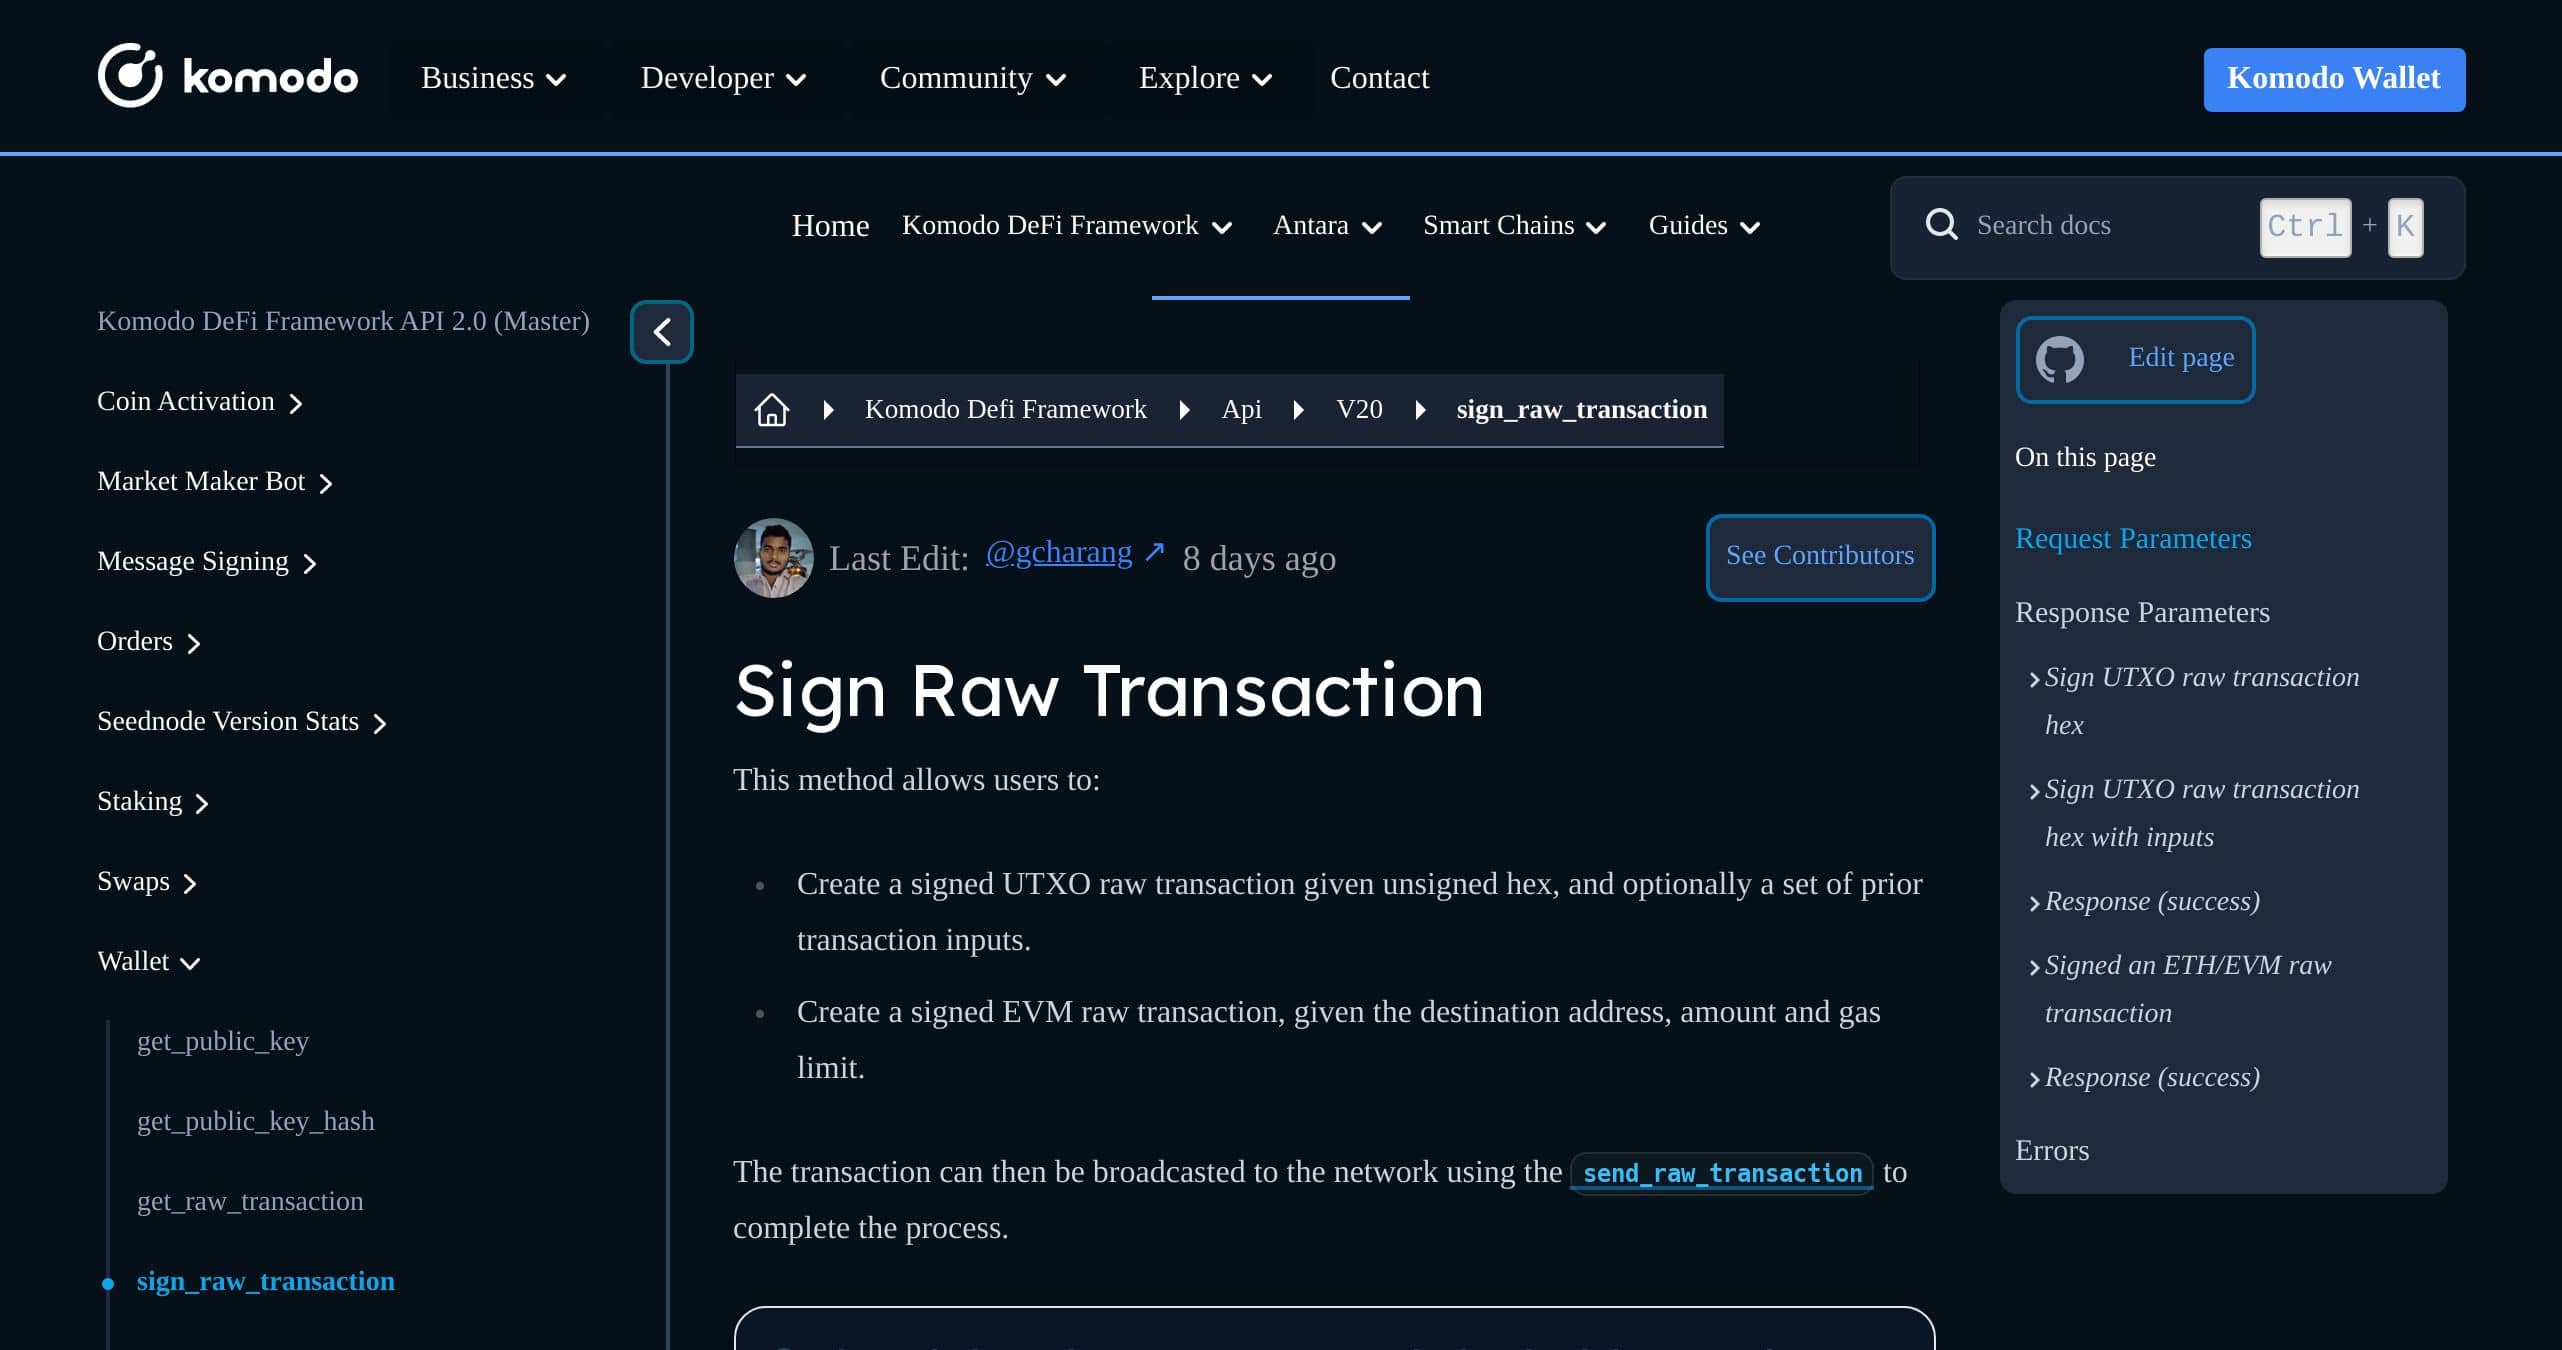 komodo
Business
Developer
Community
Explore
Contact
Komodo Wallet
Home
Komodo DeFi Framework
Antara
Smart Chains
Guides
Search docs
Ctrl + K
Komodo DeFi Framework API 2.0 (Master)
Coin Activation
Market Maker Bot
Message Signing
Orders
Seednode Version Stats
Staking
Swaps
Wallet
get_public_key
get_public_key_hash
get_raw_transaction
sign_raw_transaction
Komodo Defi Framework
Api
V20
sign_raw_transaction
Last Edit: @gcharang ↗ 8 days ago
See Contributors
Sign Raw Transaction
This method allows users to:
Create a signed UTXO raw transaction given unsigned hex, and optionally a set of prior
transaction inputs.
Create a signed EVM raw transaction, given the destination address, amount and gas
limit.
The transaction can then be broadcasted to the network using the send_raw_transaction to
complete the process.
Edit page
On this page
Request Parameters
Response Parameters
Sign UTXO raw transaction
hex
Sign UTXO raw transaction
hex with inputs
Response (success)
Signed an ETH/EVM raw
transaction
Response (success)
Errors